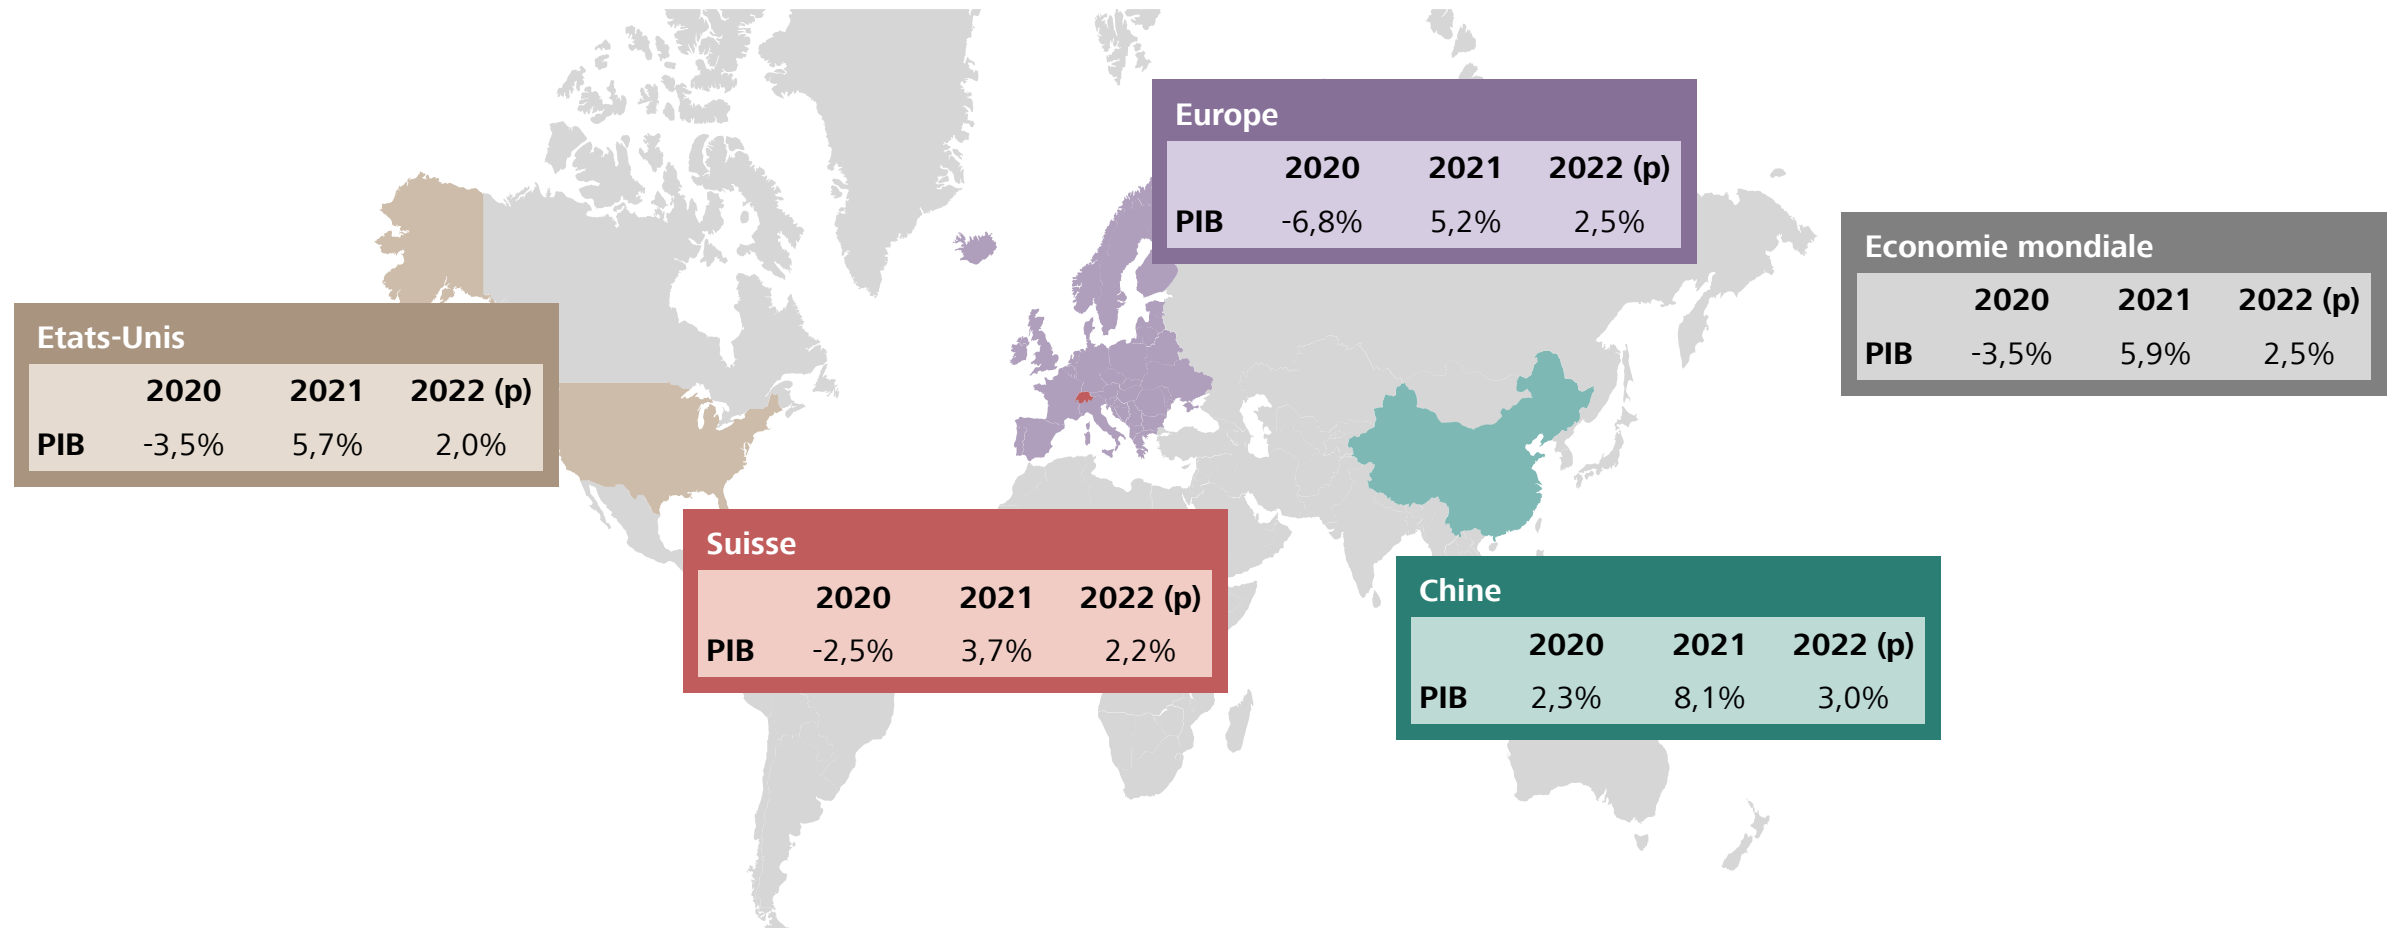 Europe
2020 2021 2022 (p)
PIB -6,8% 5,2% 2,5%
Economie mondiale
2020 2021 2022 (p)
PIB -3,5% 5,9% 2,5%
Etats-Unis
2020 2021 2022 (p)
PIB -3,5% 5,7% 2,0%
Suisse
2020 2021 2022 (p)
PIB -2,5% 3,7% 2,2%
Chine
2020 2021 2022 (p)
PIB 2,3% 8,1% 3,0%